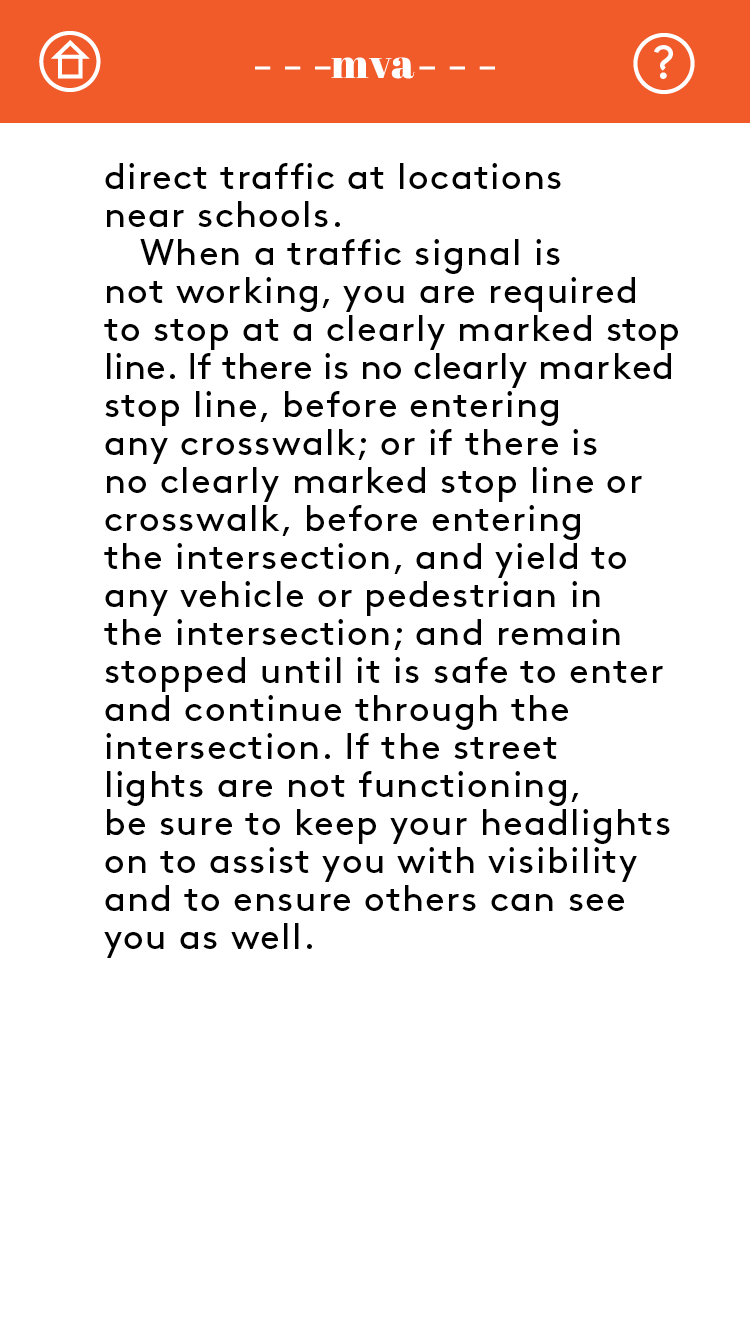 ---mva---
?
direct traffic at locations
near schools.
When a traffic signal is
not working, you are required
to stop at a clearly marked stop
line. If there is no clearly marked
stop line, before entering
any crosswalk; or if there is
no clearly marked stop line or
crosswalk, before entering
the intersection, and yield to
any vehicle or pedestrian in
the intersection; and remain
stopped until it is safe to enter
and continue through the
intersection. If the street
lights are not functioning,
be sure to keep your headlights
on to assist you with visibility
and to ensure others can see
you as well.